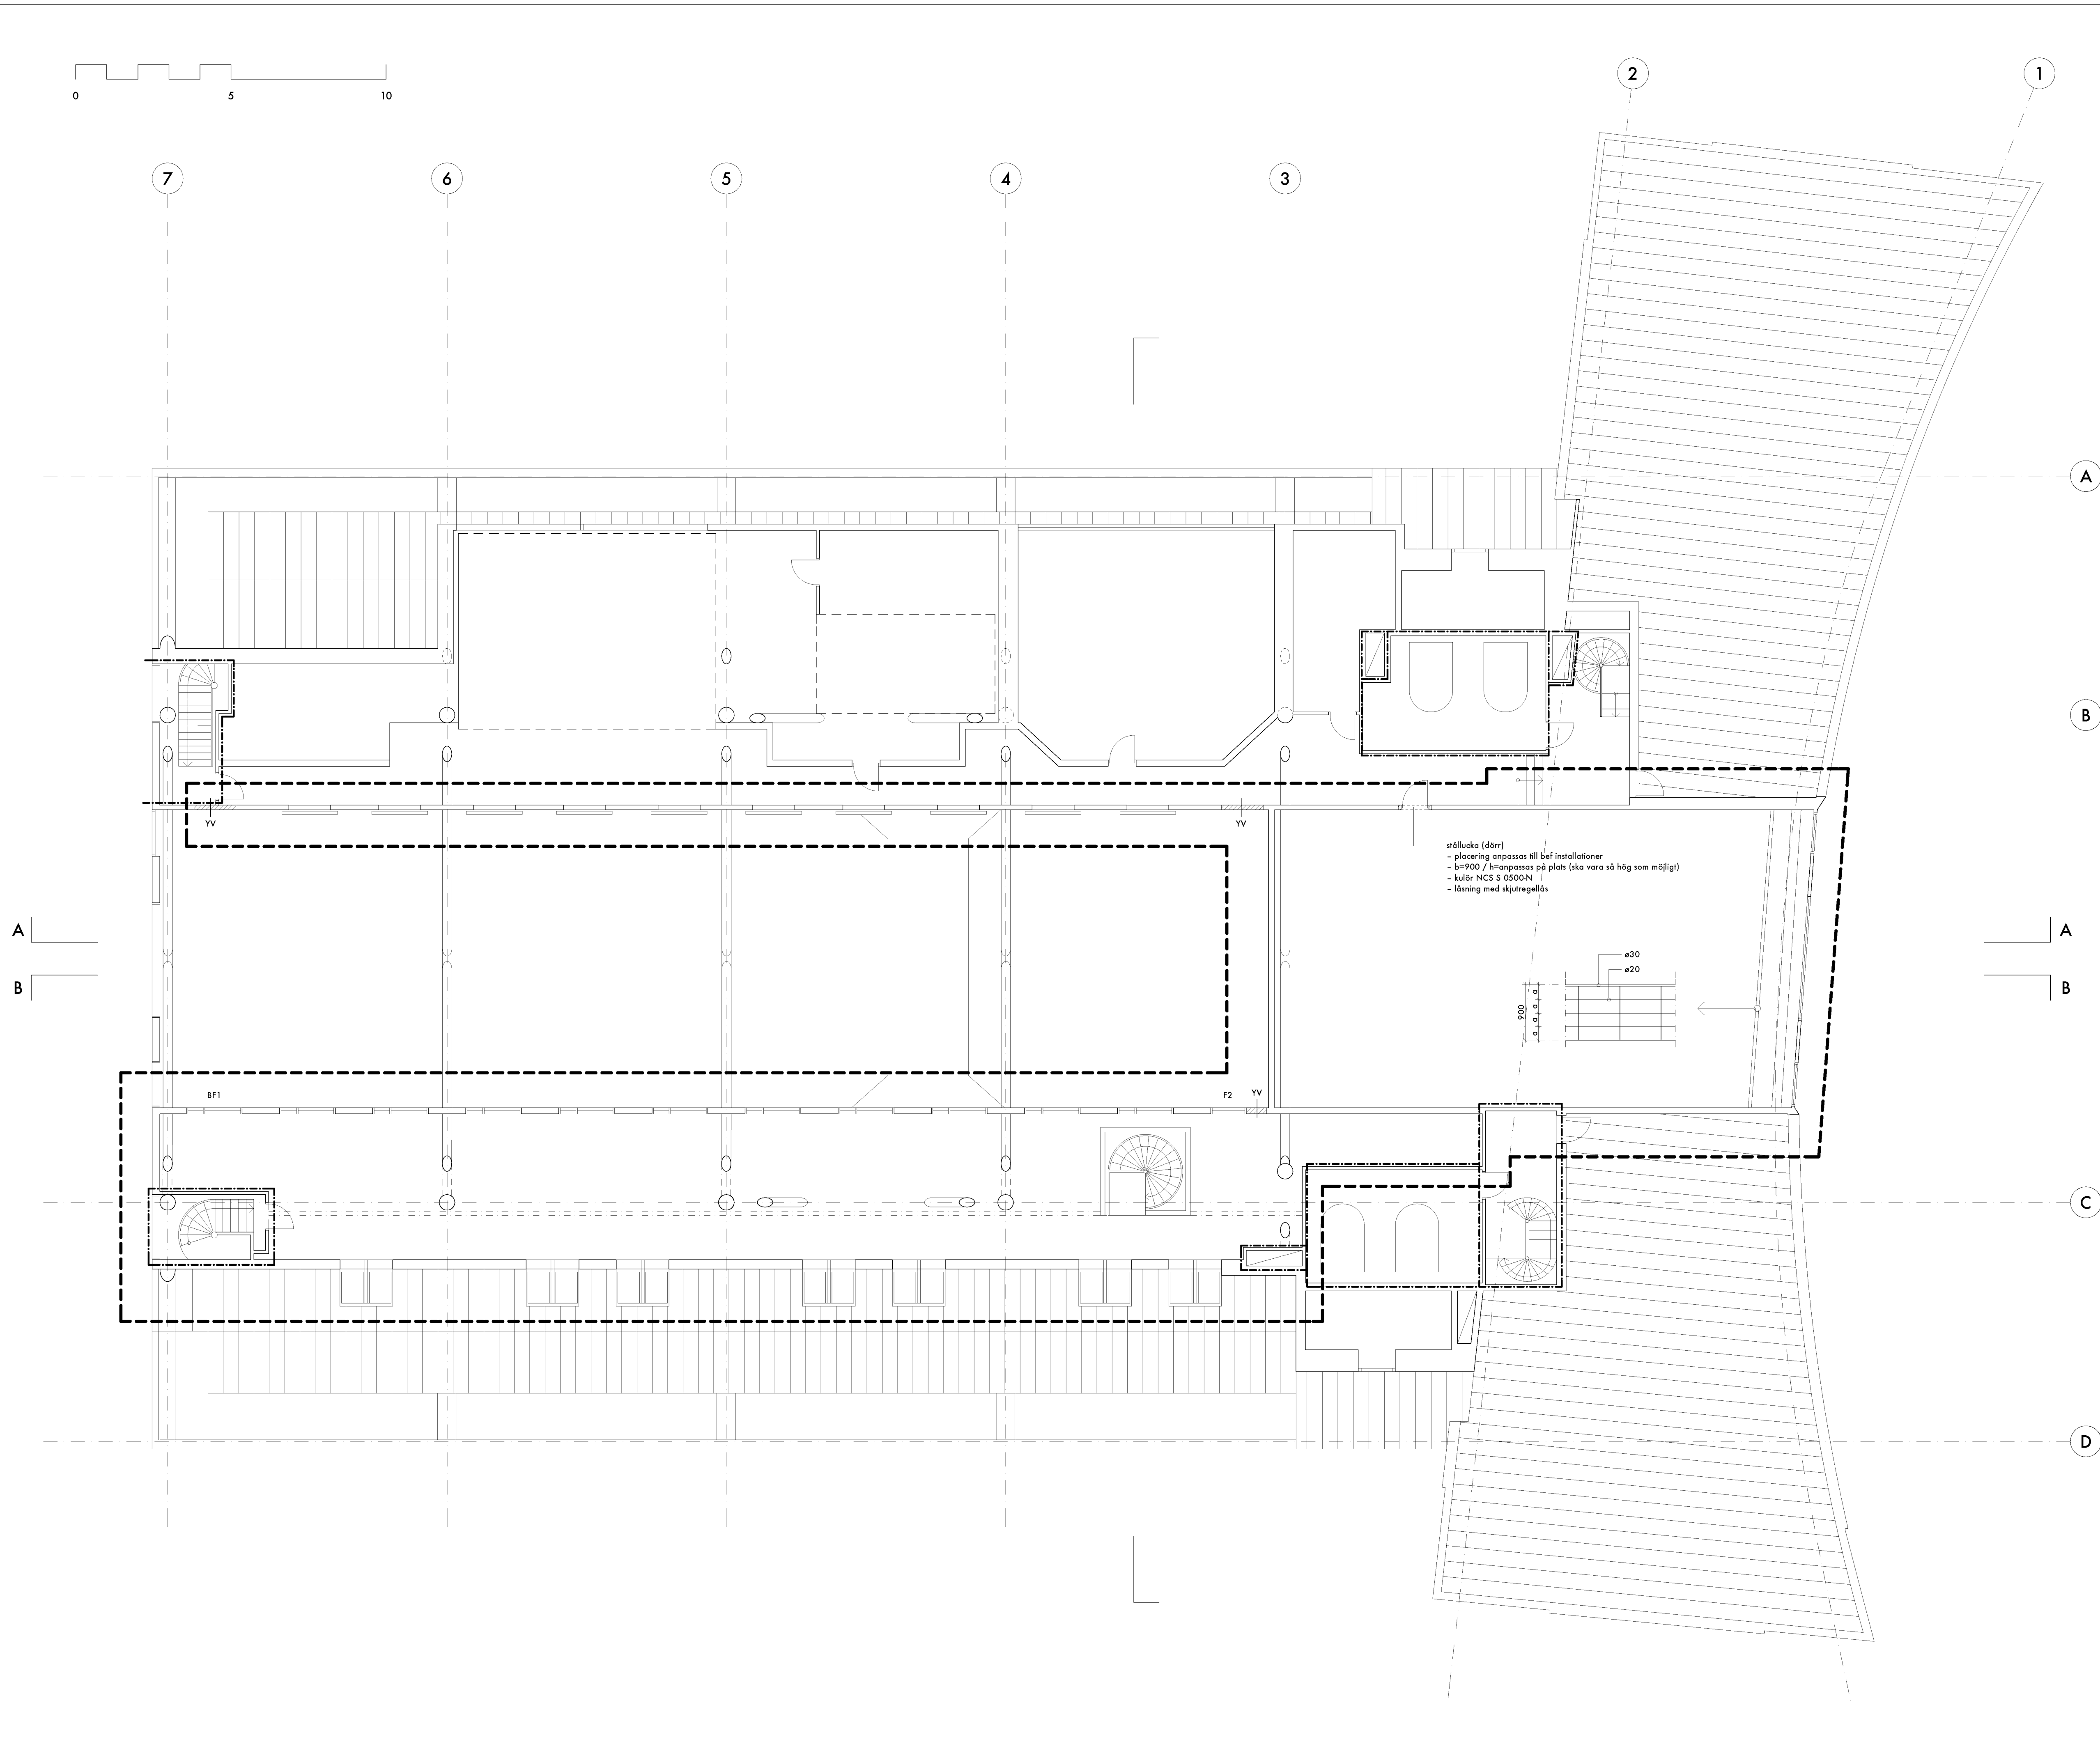 0 5 10
2 1
7 6 5 4 3
A
B
YV YV
stållucka (dörr)
– placering anpassas till bef installationer
– b=900 / h=anpassas på plats (ska vara så hög som möjligt)
– kulör NCS S 0500-N
– låsning med skjutregellås
A A
ø30
ø20
B B
900
a
a
a
a
BF1 F2 YV
C
D